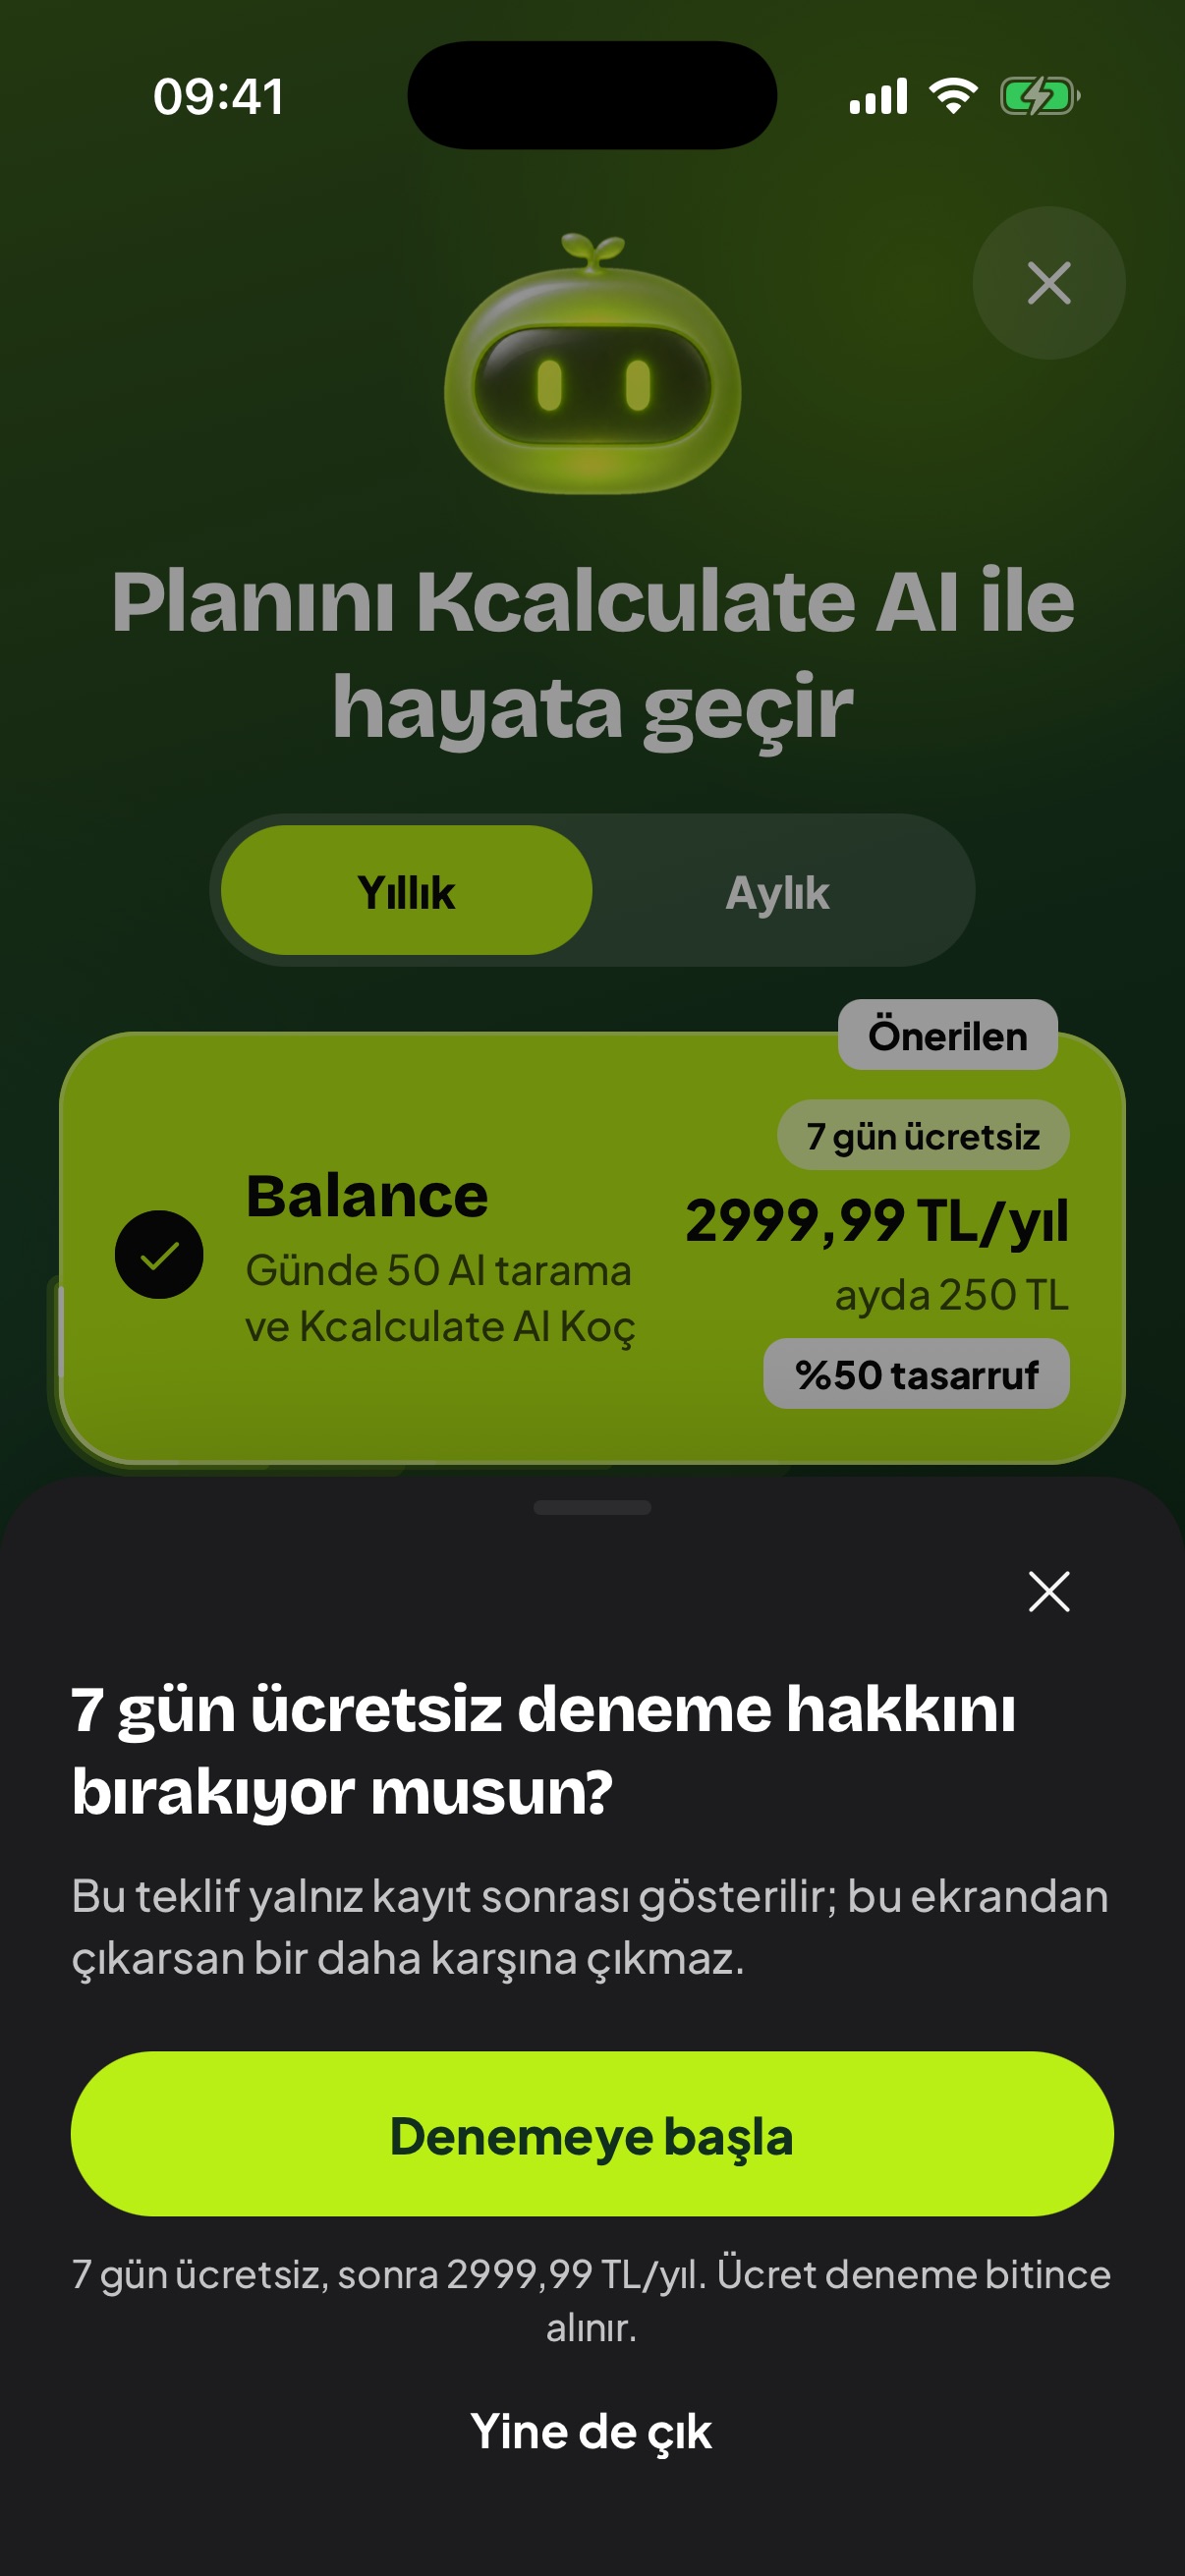 09:41
Planını Kcalculate AI ile
hayata geçir
Yıllık
Aylık
Önerilen
7 gün ücretsiz
Balance
2999,99 TL/yıl
Günde 50 AI tarama
ve Kcalculate AI Koç
ayda 250 TL
%50 tasarruf
7 gün ücretsiz deneme hakkını
bırakıyor musun?
Bu teklif yalnız kayıt sonrası gösterilir; bu ekrandan
çıkarsan bir daha karşına çıkmaz.
Denemeye başla
7 gün ücretsiz, sonra 2999,99 TL/yıl. Ücret deneme bitince
alınır.
Yine de çık